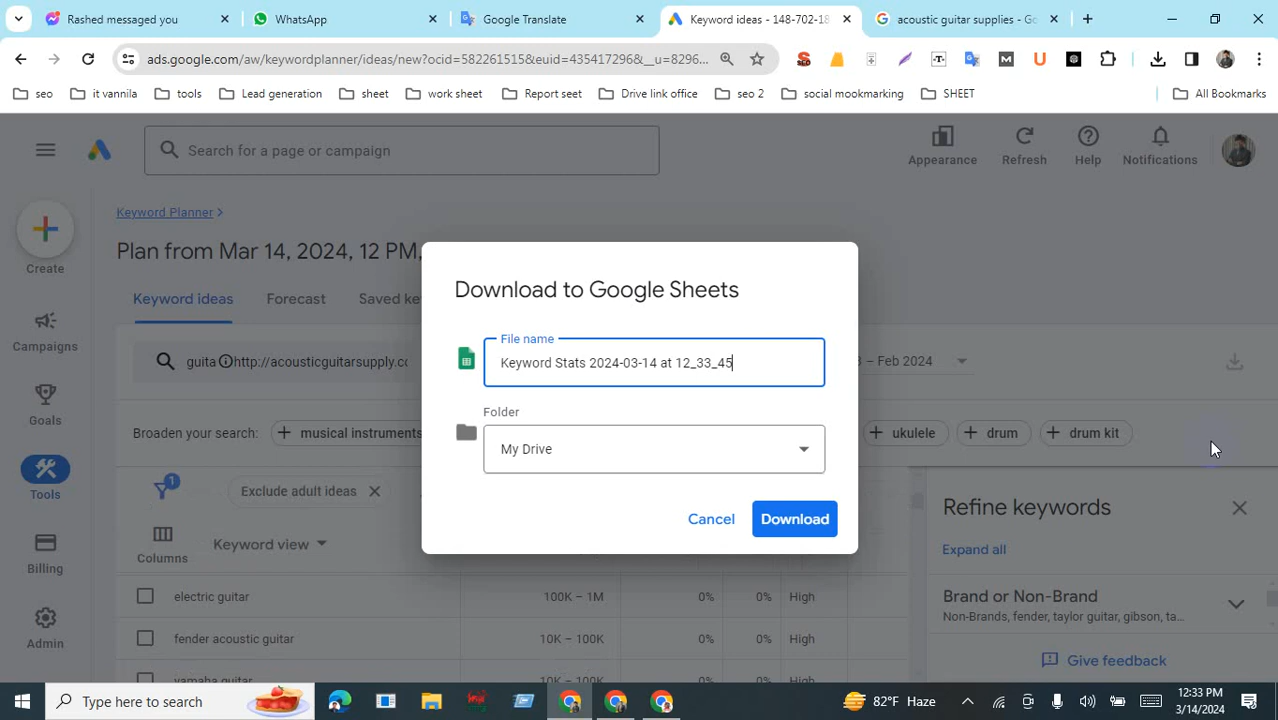 Rashed messaged you
WhatsApp
Google Translate
Keyword ideas - 148-702-18
acoustic guitar supplies - Go
ads.google.com/aw/keywordplanner/ideas/new?ocid=582261515&euid=435417296&__u=8296...
seo
it vannila
tools
Lead generation
sheet
work sheet
Report seet
Drive link office
seo 2
social mookmarking
SHEET
All Bookmarks
Search for a page or campaign
Appearance
Refresh
Help
Notifications
Create
Campaigns
Goals
Tools
Billing
Admin
Keyword Planner
Plan from Mar 14, 2024, 12 PM,
Keyword ideas
Forecast
Saved ke
guita
http://acousticguitarsupply.cc
– Feb 2024
Broaden your search:
musical instruments
ukulele
drum
drum kit
1
Exclude adult ideas
Columns
Keyword view
electric guitar
100K – 1M
0%
0%
High
fender acoustic guitar
10K – 100K
0%
0%
High
Refine keywords
Expand all
Brand or Non-Brand
Non-Brands, fender, taylor guitar, gibson, ta...
Give feedback
Download to Google Sheets
File name
Keyword Stats 2024-03-14 at 12_33_45
Folder
My Drive
Cancel
Download
Type here to search
82°F Haze
12:33 PM
3/14/2024